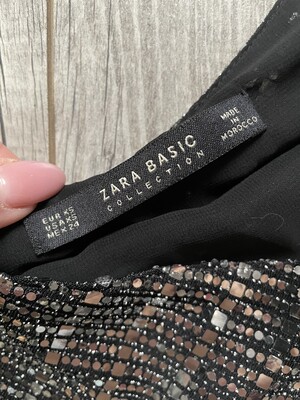 ZARA BASIC
COLLECTION
MADE
IN
MOROCCO
EUR XS
USA XS
MEX 24